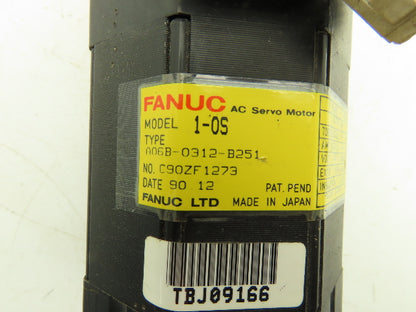 FANUC AC Servo Motor
MODEL 1-0S
TYPE
A06B-0312-B251
NO. C90ZF1273
DATE 90.12 PAT. PEND
FANUC LTD MADE IN JAPAN
TBJ09166